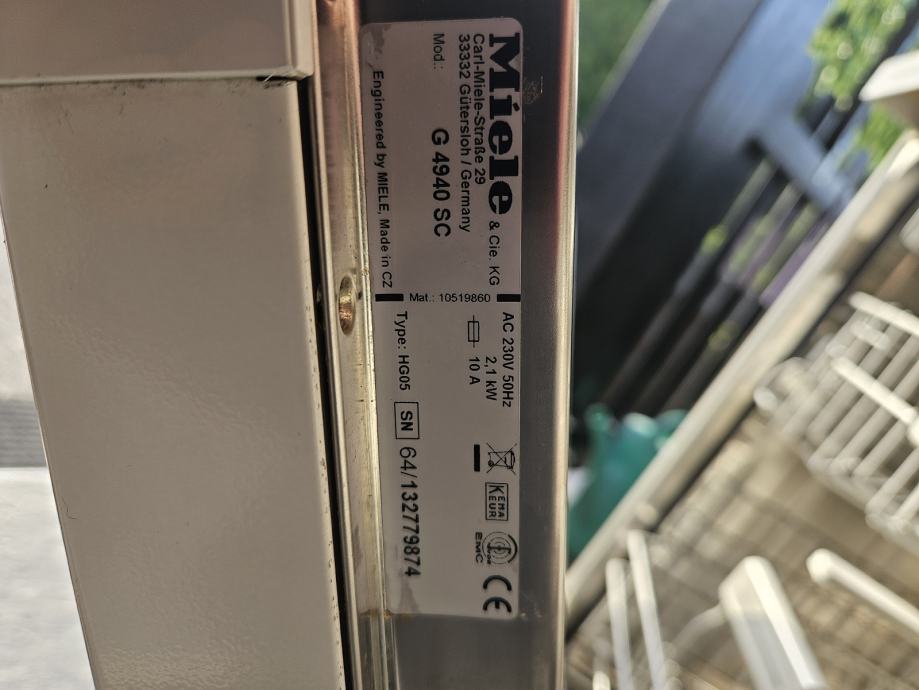 Miele & Cie. KG
Carl-Miele-Straße 29
33332 Gütersloh / Germany
Mod.: G 4940 SC
Engineered by MIELE, Made in CZ
Mat.: 10519860
AC 230V 50Hz
2,1 kW
10 A
Type: HG05 SN 64/132779874
KEMA
KEUR
EMC
CE